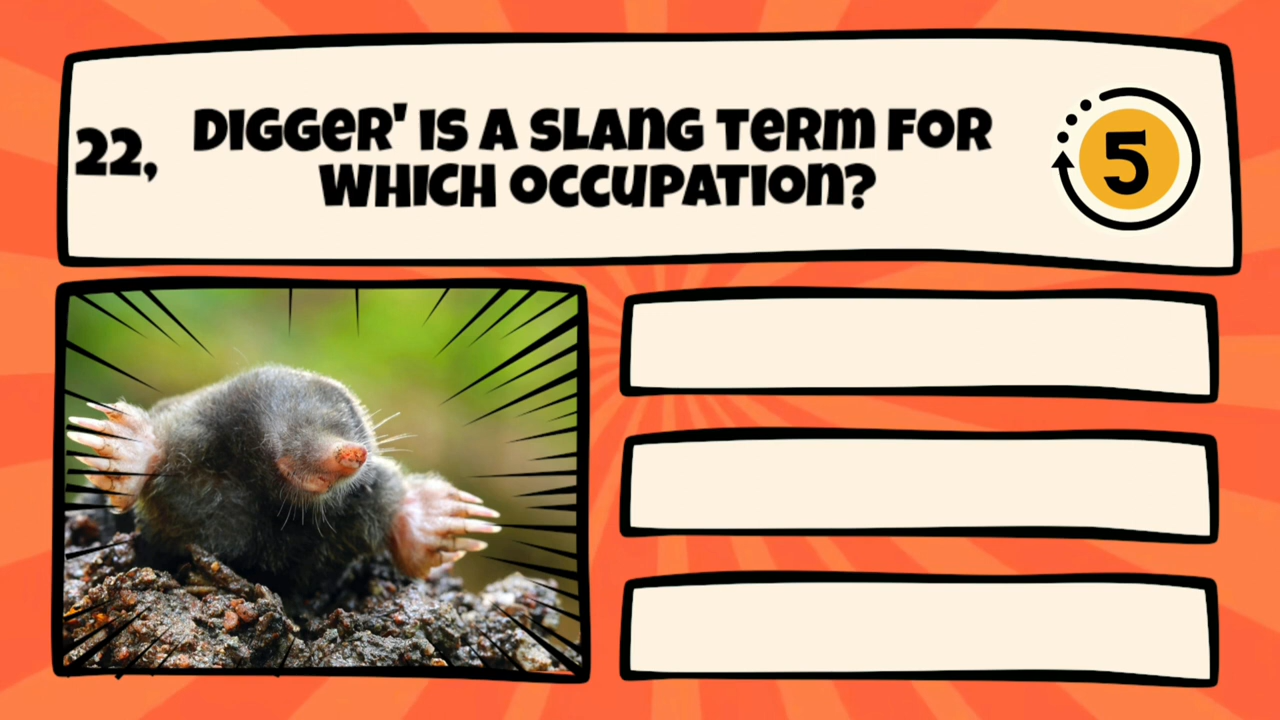 22,
DIGGER' IS A SLANG TERM FOR
WHICH OCCUPATION?
5